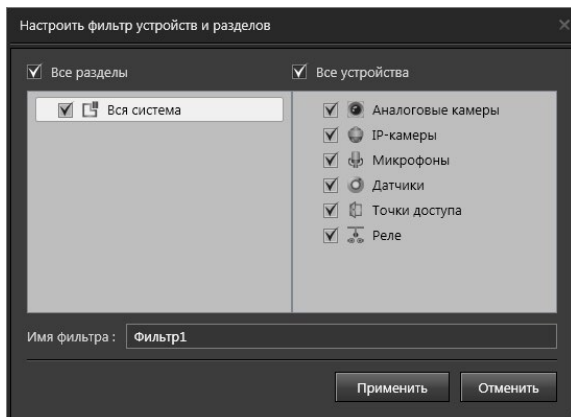 Настроить фильтр устройств и разделов
Все разделы
Все устройства
Вся система
Аналоговые камеры
IP-камеры
Микрофоны
Датчики
Точки доступа
Реле
Имя фильтра : Фильтр1
Применить Отменить